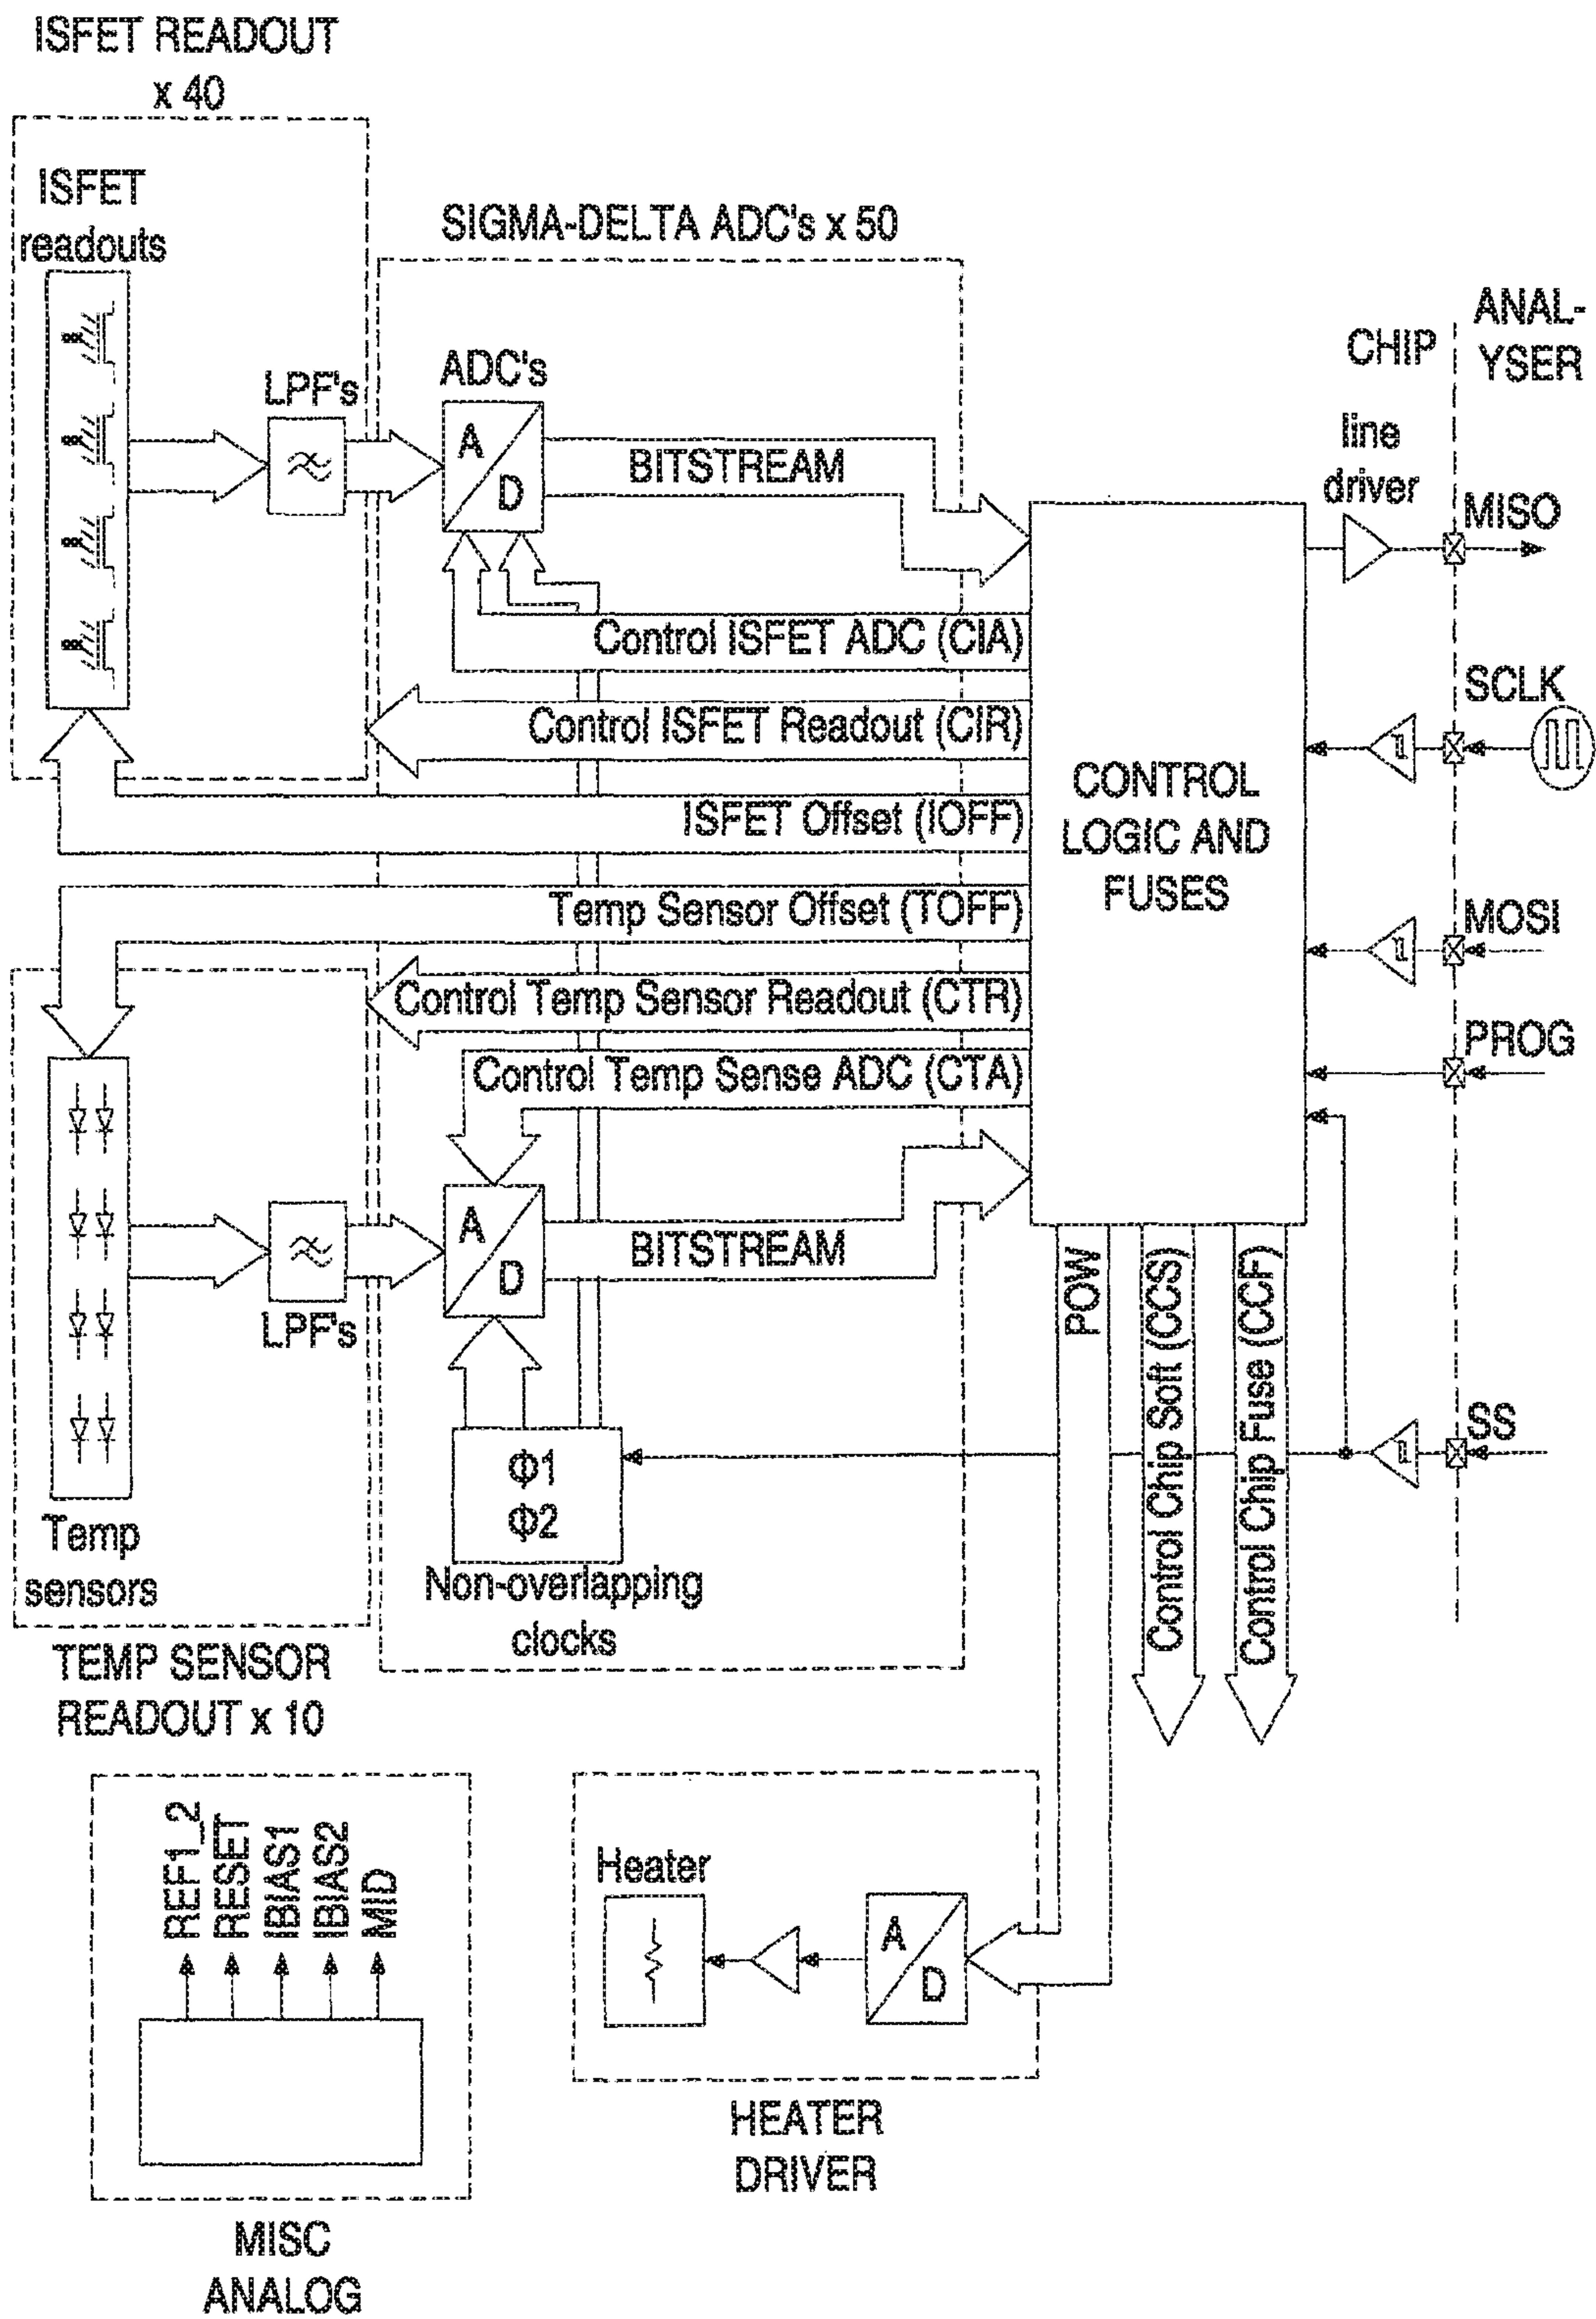 ISFET READOUT
x 40
ISFET
readouts
LPF's
SIGMA-DELTA ADC's x 50
ADC's
A
D
BITSTREAM
Control ISFET ADC (CIA)
Control ISFET Readout (CIR)
ISFET Offset (IOFF)
Temp Sensor Offset (TOFF)
Control Temp Sensor Readout (CTR)
Control Temp Sense ADC (CTA)
A
D
BITSTREAM
LPF's
Φ1
Φ2
Non-overlapping
clocks
Temp
sensors
TEMP SENSOR
READOUT x 10
CONTROL
LOGIC AND
FUSES
CHIP
ANAL-
YSER
line
driver
MISO
SCLK
MOSI
PROG
SS
POW
Control Chip Soft (CCS)
Control Chip Fuse (CCF)
REF1_2
RESET
IBIAS1
IBIAS2
MID
MISC
ANALOG
Heater
A
D
HEATER
DRIVER